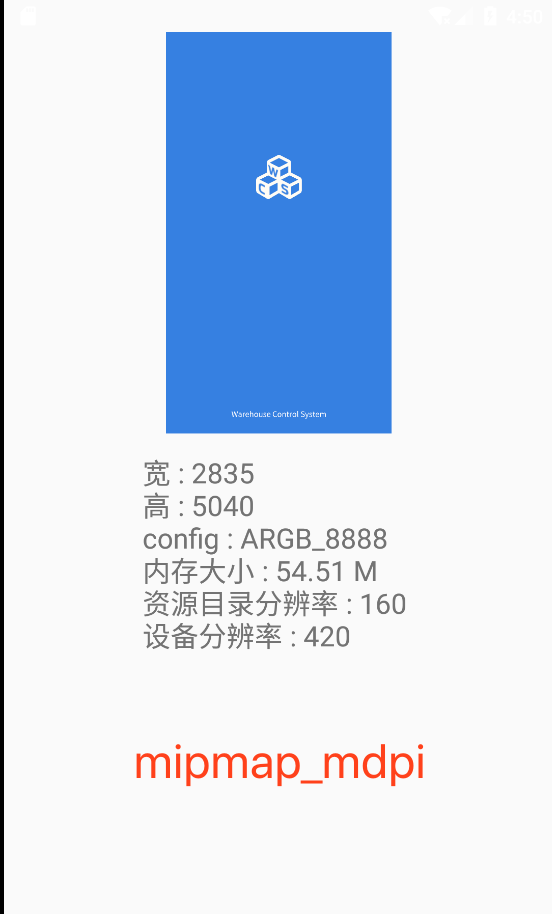 4:50
W
C S
Warehouse Control System
宽 : 2835
高 : 5040
config : ARGB_8888
内存大小 : 54.51 M
资源目录分辨率 : 160
设备分辨率 : 420
mipmap_mdpi